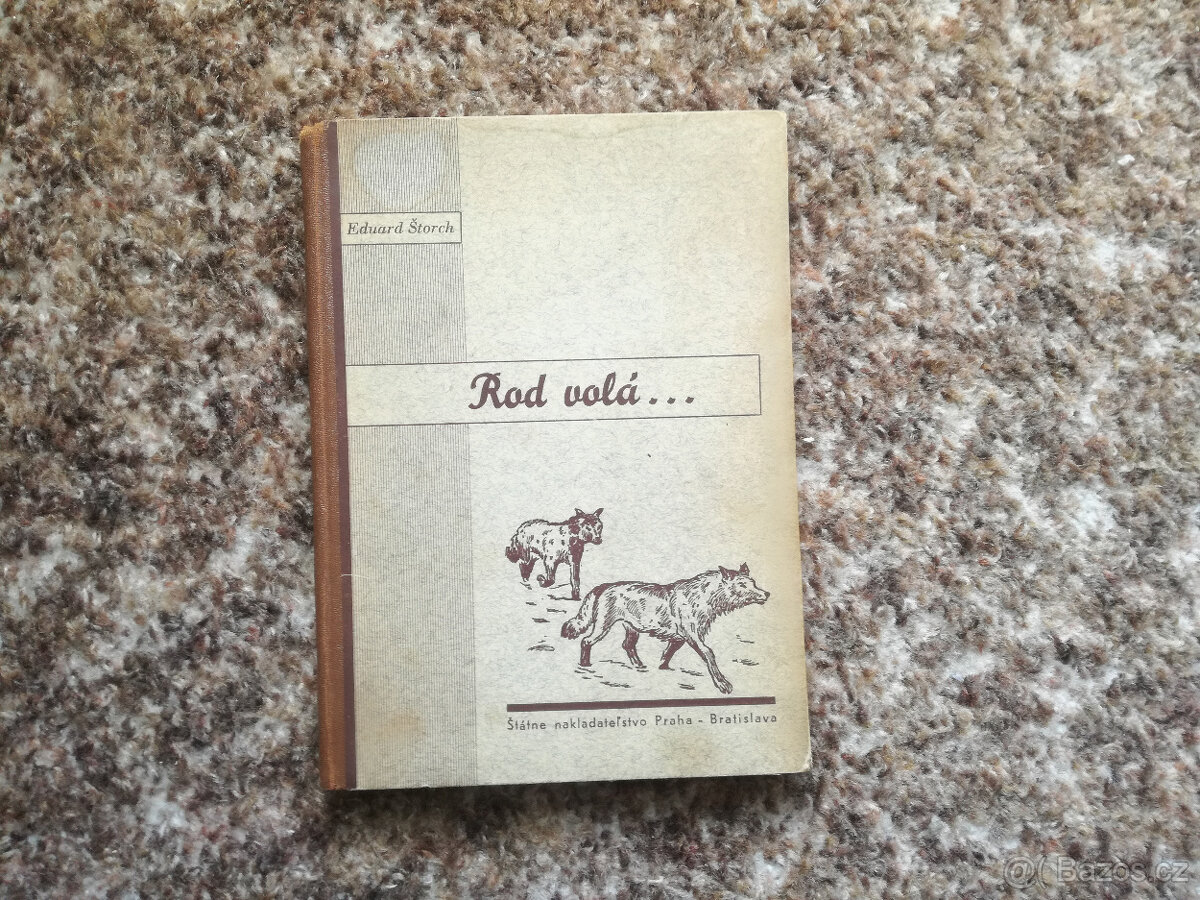 Eduard Štorch
Rod volá...
Štátne nakladateľstvo Praha - Bratislava
@( Bazos.cz